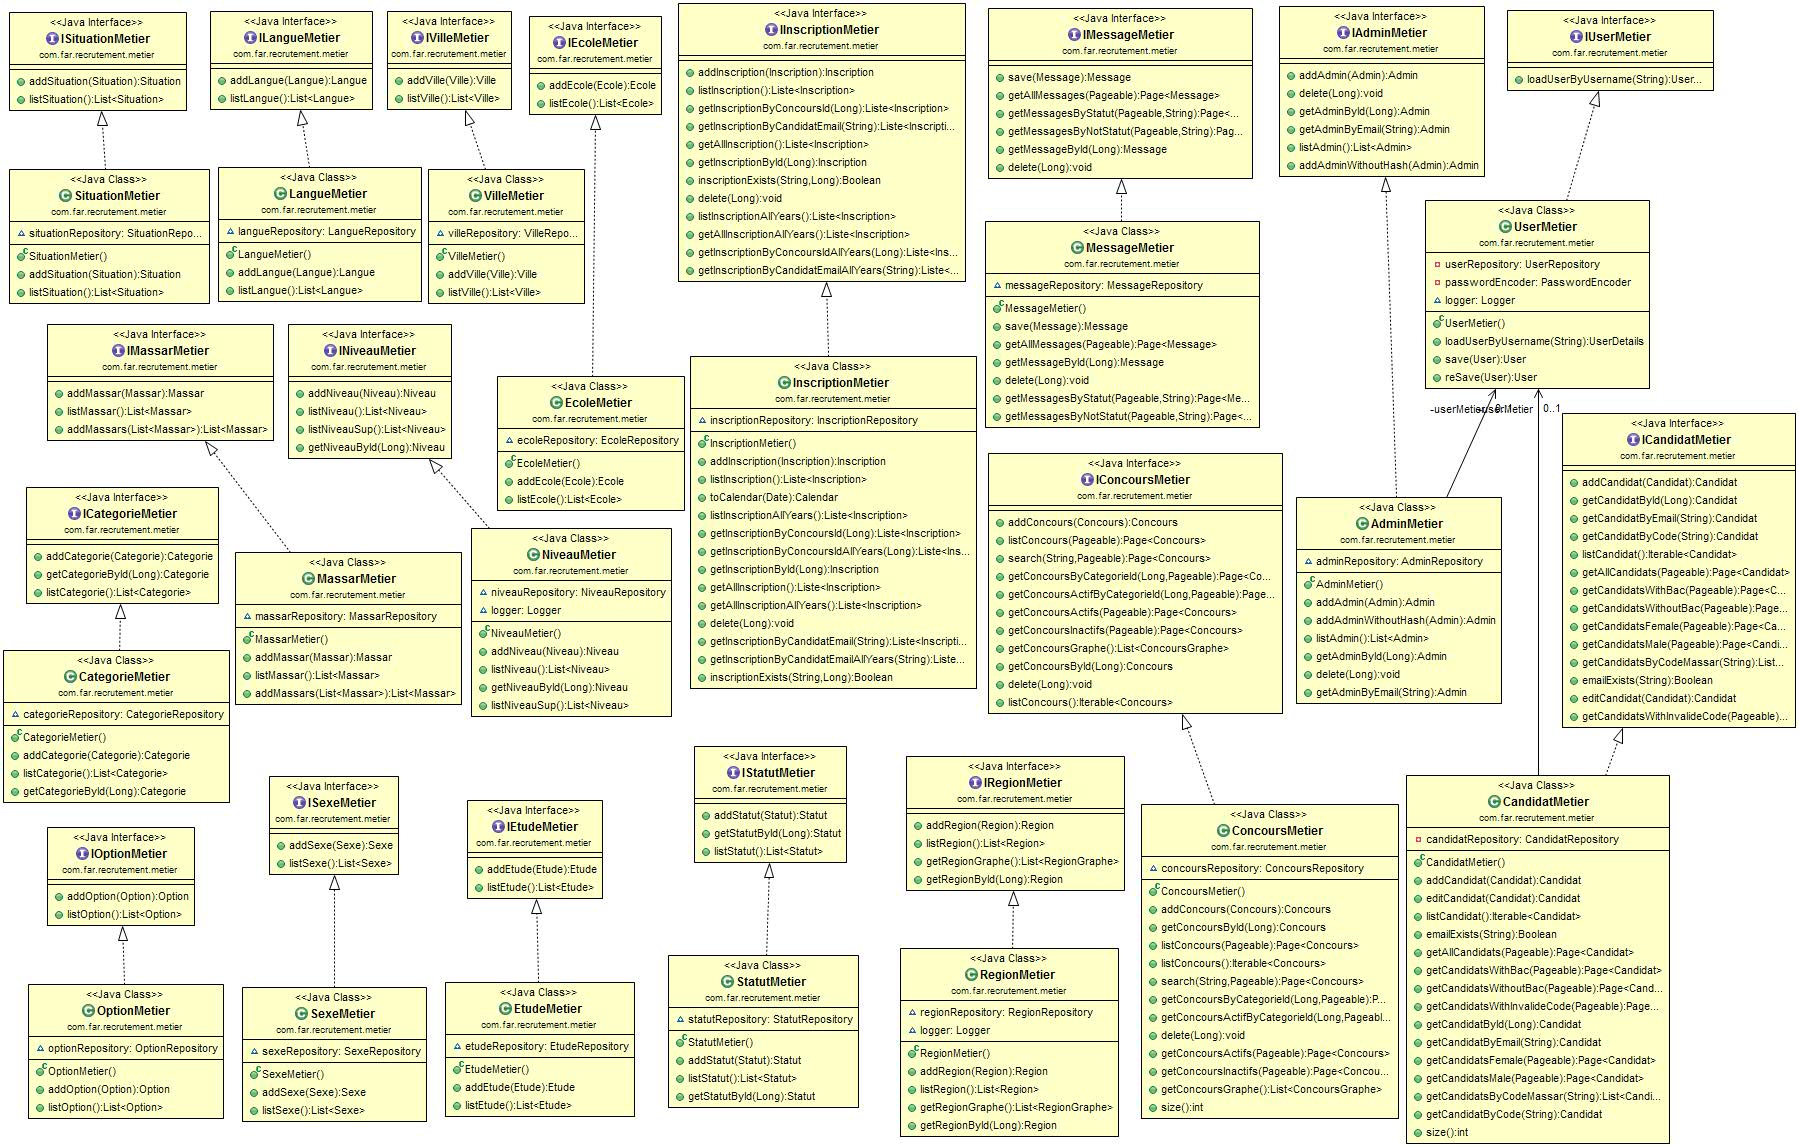 <<Java Interface>>
ISituationMetier
com.far.recrutement.metier
addSituation(Situation):Situation
listSituation():List<Situation>
<<Java Interface>>
ILangueMetier
com.far.recrutement.metier
addLangue(Langue):Langue
listLangue():List<Langue>
<<Java Interface>>
IVilleMetier
com.far.recrutement.metier
addVille(Ville):Ville
listVille():List<Ville>
<<Java Interface>>
IEcoleMetier
com.far.recrutement.metier
addEcole(Ecole):Ecole
listEcole():List<Ecole>
<<Java Interface>>
IInscriptionMetier
com.far.recrutement.metier
addInscription(Inscription):Inscription
listInscription():Liste<Inscription>
getInscriptionByConcoursId(Long):Liste<Inscription>
getInscriptionByCandidatEmail(String):Liste<Inscripti...
getAllInscription():Liste<Inscription>
getInscriptionById(Long):Inscription
inscriptionExists(String,Long):Boolean
delete(Long):void
listInscriptionAllYears():Liste<Inscription>
getAllInscriptionAllYears():Liste<Inscription>
getInscriptionByConcoursIdAllYears(Long):Liste<Ins...
getInscriptionByCandidatEmailAllYears(String):Liste<...
<<Java Interface>>
IMessageMetier
com.far.recrutement.metier
save(Message):Message
getAllMessages(Pageable):Page<Message>
getMessagesByStatut(Pageable,String):Page<...
getMessagesByNotStatut(Pageable,String):Pag...
getMessageById(Long):Message
delete(Long):void
<<Java Interface>>
IAdminMetier
com.far.recrutement.metier
addAdmin(Admin):Admin
delete(Long):void
getAdminById(Long):Admin
getAdminByEmail(String):Admin
listAdmin():List<Admin>
addAdminWithoutHash(Admin):Admin
<<Java Interface>>
IUserMetier
com.far.recrutement.metier
loadUserByUsername(String):User...
<<Java Class>>
SituationMetier
com.far.recrutement.metier
situationRepository: SituationRepo...
SituationMetier()
addSituation(Situation):Situation
listSituation():List<Situation>
<<Java Class>>
LangueMetier
com.far.recrutement.metier
langueRepository: LangueRepository
LangueMetier()
addLangue(Langue):Langue
listLangue():List<Langue>
<<Java Class>>
VilleMetier
com.far.recrutement.metier
villeRepository: VilleRepo...
VilleMetier()
addVille(Ville):Ville
listVille():List<Ville>
<<Java Class>>
MessageMetier
com.far.recrutement.metier
messageRepository: MessageRepository
MessageMetier()
save(Message):Message
getAllMessages(Pageable):Page<Message>
getMessageById(Long):Message
delete(Long):void
getMessagesByStatut(Pageable,String):Page<Me...
getMessagesByNotStatut(Pageable,String):Page<...
<<Java Class>>
UserMetier
com.far.recrutement.metier
userRepository: UserRepository
passwordEncoder: PasswordEncoder
logger: Logger
UserMetier()
loadUserByUsername(String):UserDetails
save(User):User
reSave(User):User
-userMetier
userMetier 0..1
<<Java Interface>>
IMassarMetier
com.far.recrutement.metier
addMassar(Massar):Massar
listMassar():List<Massar>
addMassars(List<Massar>):List<Massar>
<<Java Interface>>
INiveauMetier
com.far.recrutement.metier
addNiveau(Niveau):Niveau
listNiveau():List<Niveau>
listNiveauSup():List<Niveau>
getNiveauById(Long):Niveau
<<Java Class>>
EcoleMetier
com.far.recrutement.metier
ecoleRepository: EcoleRepository
EcoleMetier()
addEcole(Ecole):Ecole
listEcole():List<Ecole>
<<Java Class>>
InscriptionMetier
com.far.recrutement.metier
inscriptionRepository: InscriptionRepository
InscriptionMetier()
addInscription(Inscription):Inscription
listInscription():Liste<Inscription>
toCalendar(Date):Calendar
listInscriptionAllYears():Liste<Inscription>
getInscriptionByConcoursId(Long):Liste<Inscription>
getInscriptionByConcoursIdAllYears(Long):Liste<Ins...
getInscriptionById(Long):Inscription
getAllInscription():Liste<Inscription>
getAllInscriptionAllYears():Liste<Inscription>
delete(Long):void
getInscriptionByCandidatEmail(String):Liste<Inscripti...
getInscriptionByCandidatEmailAllYears(String):Liste...
inscriptionExists(String,Long):Boolean
<<Java Interface>>
IConcoursMetier
com.far.recrutement.metier
addConcours(Concours):Concours
listConcours(Pageable):Page<Concours>
search(String,Pageable):Page<Concours>
getConcoursByCategorieId(Long,Pageable):Page<Co...
getConcoursActifByCategorieId(Long,Pageable):Page...
getConcoursActifs(Pageable):Page<Concours>
getConcoursInactifs(Pageable):Page<Concours>
getConcoursGraphe():List<ConcoursGraphe>
getConcoursById(Long):Concours
delete(Long):void
listConcours():Iterable<Concours>
<<Java Class>>
AdminMetier
com.far.recrutement.metier
adminRepository: AdminRepository
AdminMetier()
addAdmin(Admin):Admin
addAdminWithoutHash(Admin):Admin
listAdmin():List<Admin>
getAdminById(Long):Admin
delete(Long):void
getAdminByEmail(String):Admin
<<Java Interface>>
ICandidatMetier
com.far.recrutement.metier
addCandidat(Candidat):Candidat
getCandidatById(Long):Candidat
getCandidatByEmail(String):Candidat
getCandidatByCode(String):Candidat
listCandidat():Iterable<Candidat>
getAllCandidats(Pageable):Page<Candidat>
getCandidatsWithBac(Pageable):Page<C...
getCandidatsWithoutBac(Pageable):Page...
getCandidatsFemale(Pageable):Page<Ca...
getCandidatsMale(Pageable):Page<Candi...
getCandidatsByCodeMassar(String):List...
emailExists(String):Boolean
editCandidat(Candidat):Candidat
getCandidatsWithInvalideCode(Pageable)...
<<Java Interface>>
ICategorieMetier
com.far.recrutement.metier
addCategorie(Categorie):Categorie
getCategorieById(Long):Categorie
listCategorie():List<Categorie>
<<Java Class>>
MassarMetier
com.far.recrutement.metier
massarRepository: MassarRepository
MassarMetier()
addMassar(Massar):Massar
listMassar():List<Massar>
addMassars(List<Massar>):List<Massar>
<<Java Class>>
NiveauMetier
com.far.recrutement.metier
niveauRepository: NiveauRepository
logger: Logger
NiveauMetier()
addNiveau(Niveau):Niveau
listNiveau():List<Niveau>
getNiveauById(Long):Niveau
listNiveauSup():List<Niveau>
<<Java Class>>
CategorieMetier
com.far.recrutement.metier
categorieRepository: CategorieRepository
CategorieMetier()
addCategorie(Categorie):Categorie
listCategorie():List<Categorie>
getCategorieById(Long):Categorie
<<Java Interface>>
ISexeMetier
com.far.recrutement.metier
addSexe(Sexe):Sexe
listSexe():List<Sexe>
<<Java Interface>>
IEtudeMetier
com.far.recrutement.metier
addEtude(Etude):Etude
listEtude():List<Etude>
<<Java Interface>>
IStatutMetier
com.far.recrutement.metier
addStatut(Statut):Statut
getStatutById(Long):Statut
listStatut():List<Statut>
<<Java Interface>>
IRegionMetier
com.far.recrutement.metier
addRegion(Region):Region
listRegion():List<Region>
getRegionGraphe():List<RegionGraphe>
getRegionById(Long):Region
<<Java Class>>
ConcoursMetier
com.far.recrutement.metier
concoursRepository: ConcoursRepository
ConcoursMetier()
addConcours(Concours):Concours
getConcoursById(Long):Concours
listConcours(Pageable):Page<Concours>
listConcours():Iterable<Concours>
search(String,Pageable):Page<Concours>
getConcoursByCategorieId(Long,Pageable):P...
getConcoursActifByCategorieId(Long,Pageabl...
delete(Long):void
getConcoursActifs(Pageable):Page<Concours>
getConcoursInactifs(Pageable):Page<Concou...
getConcoursGraphe():List<ConcoursGraphe>
size():int
<<Java Class>>
CandidatMetier
com.far.recrutement.metier
candidatRepository: CandidatRepository
CandidatMetier()
addCandidat(Candidat):Candidat
editCandidat(Candidat):Candidat
listCandidat():Iterable<Candidat>
emailExists(String):Boolean
getAllCandidats(Pageable):Page<Candidat>
getCandidatsWithBac(Pageable):Page<Candidat>
getCandidatsWithoutBac(Pageable):Page<Cand...
getCandidatsWithInvalideCode(Pageable):Page...
getCandidatById(Long):Candidat
getCandidatByEmail(String):Candidat
getCandidatsFemale(Pageable):Page<Candidat>
getCandidatsMale(Pageable):Page<Candidat>
getCandidatsByCodeMassar(String):List<Candi...
getCandidatByCode(String):Candidat
size():int
<<Java Interface>>
IOptionMetier
com.far.recrutement.metier
addOption(Option):Option
listOption():List<Option>
<<Java Class>>
OptionMetier
com.far.recrutement.metier
optionRepository: OptionRepository
OptionMetier()
addOption(Option):Option
listOption():List<Option>
<<Java Class>>
SexeMetier
com.far.recrutement.metier
sexeRepository: SexeRepository
SexeMetier()
addSexe(Sexe):Sexe
listSexe():List<Sexe>
<<Java Class>>
EtudeMetier
com.far.recrutement.metier
etudeRepository: EtudeRepository
EtudeMetier()
addEtude(Etude):Etude
listEtude():List<Etude>
<<Java Class>>
StatutMetier
com.far.recrutement.metier
statutRepository: StatutRepository
StatutMetier()
addStatut(Statut):Statut
listStatut():List<Statut>
getStatutById(Long):Statut
<<Java Class>>
RegionMetier
com.far.recrutement.metier
regionRepository: RegionRepository
logger: Logger
RegionMetier()
addRegion(Region):Region
listRegion():List<Region>
getRegionGraphe():List<RegionGraphe>
getRegionById(Long):Region